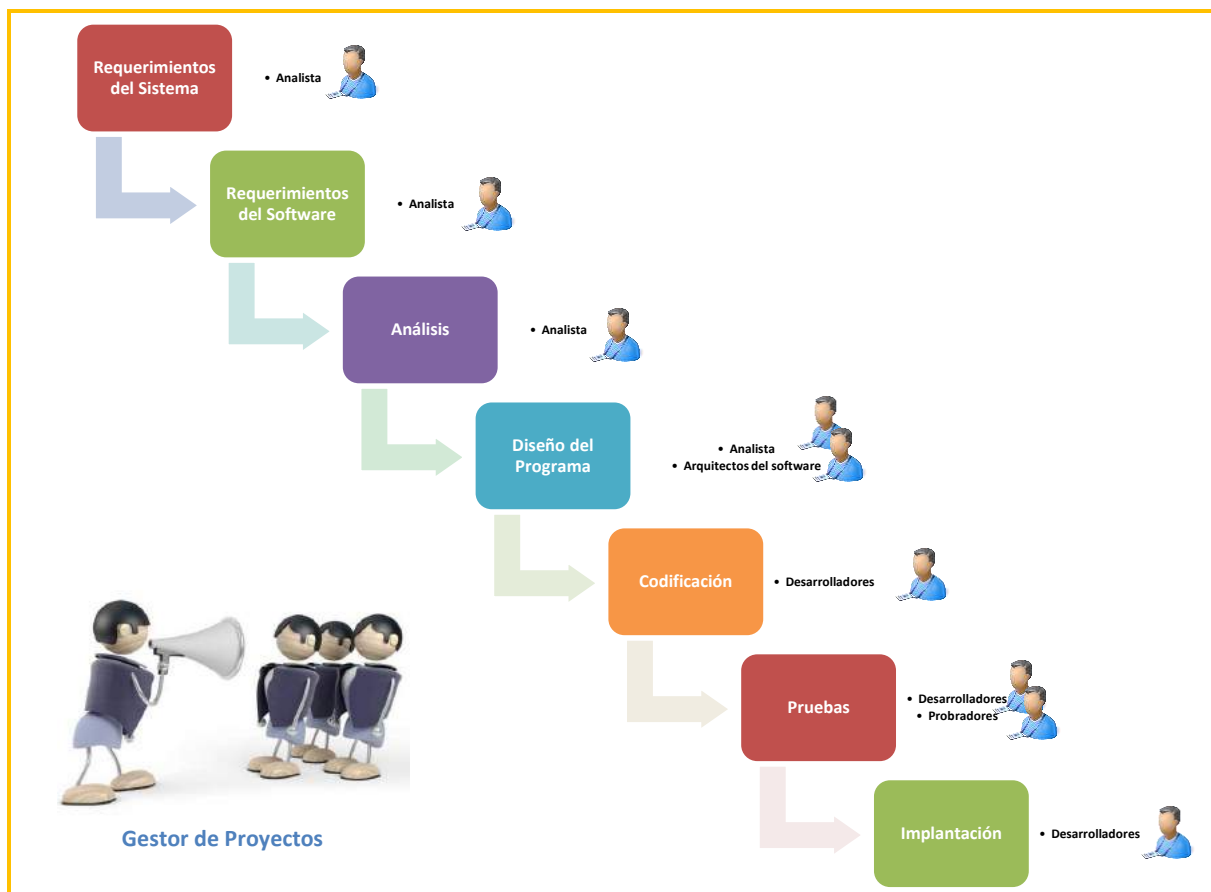 Requerimientos
del Sistema
• Analista
Requerimientos
del Software
• Analista
Análisis
• Analista
Diseño del
Programa
• Analista
• Arquitectos del software
Codificación
• Desarrolladores
Pruebas
• Desarrolladores
• Probradores
Implantación
• Desarrolladores
Gestor de Proyectos